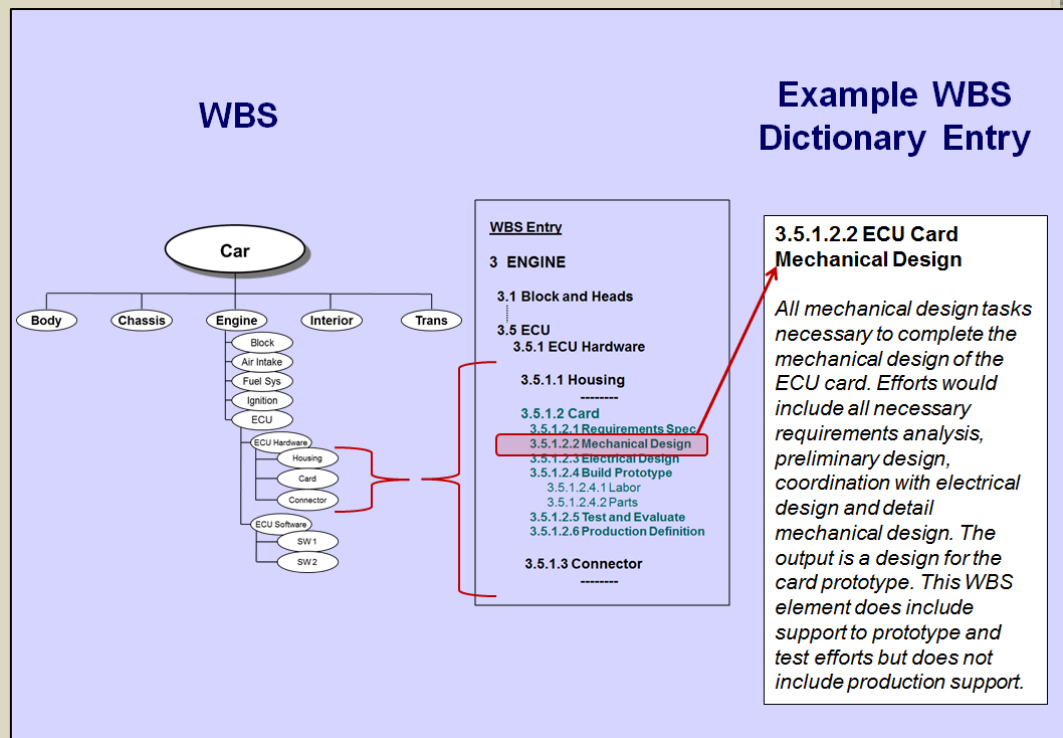 WBS
Example WBS
Dictionary Entry
Car
Body
Chassis
Engine
Interior
Trans
Block
Air Intake
Fuel Sys
Ignition
ECU
ECU Hardware
Housing
Card
Connector
ECU Software
SW1
SW2
WBS Entry
3 ENGINE
3.1 Block and Heads
3.5 ECU
3.5.1 ECU Hardware
3.5.1.1 Housing
--------
3.5.1.2 Card
3.5.1.2.1 Requirements Spec
3.5.1.2.2 Mechanical Design
3.5.1.2.3 Electrical Design
3.5.1.2.4 Build Prototype
3.5.1.2.4.1 Labor
3.5.1.2.4.2 Parts
3.5.1.2.5 Test and Evaluate
3.5.1.2.6 Production Definition
3.5.1.3 Connector
--------
3.5.1.2.2 ECU Card
Mechanical Design
All mechanical design tasks
necessary to complete the
mechanical design of the
ECU card. Efforts would
include all necessary
requirements analysis,
preliminary design,
coordination with electrical
design and detail
mechanical design. The
output is a design for the
card prototype. This WBS
element does include
support to prototype and
test efforts but does not
include production support.